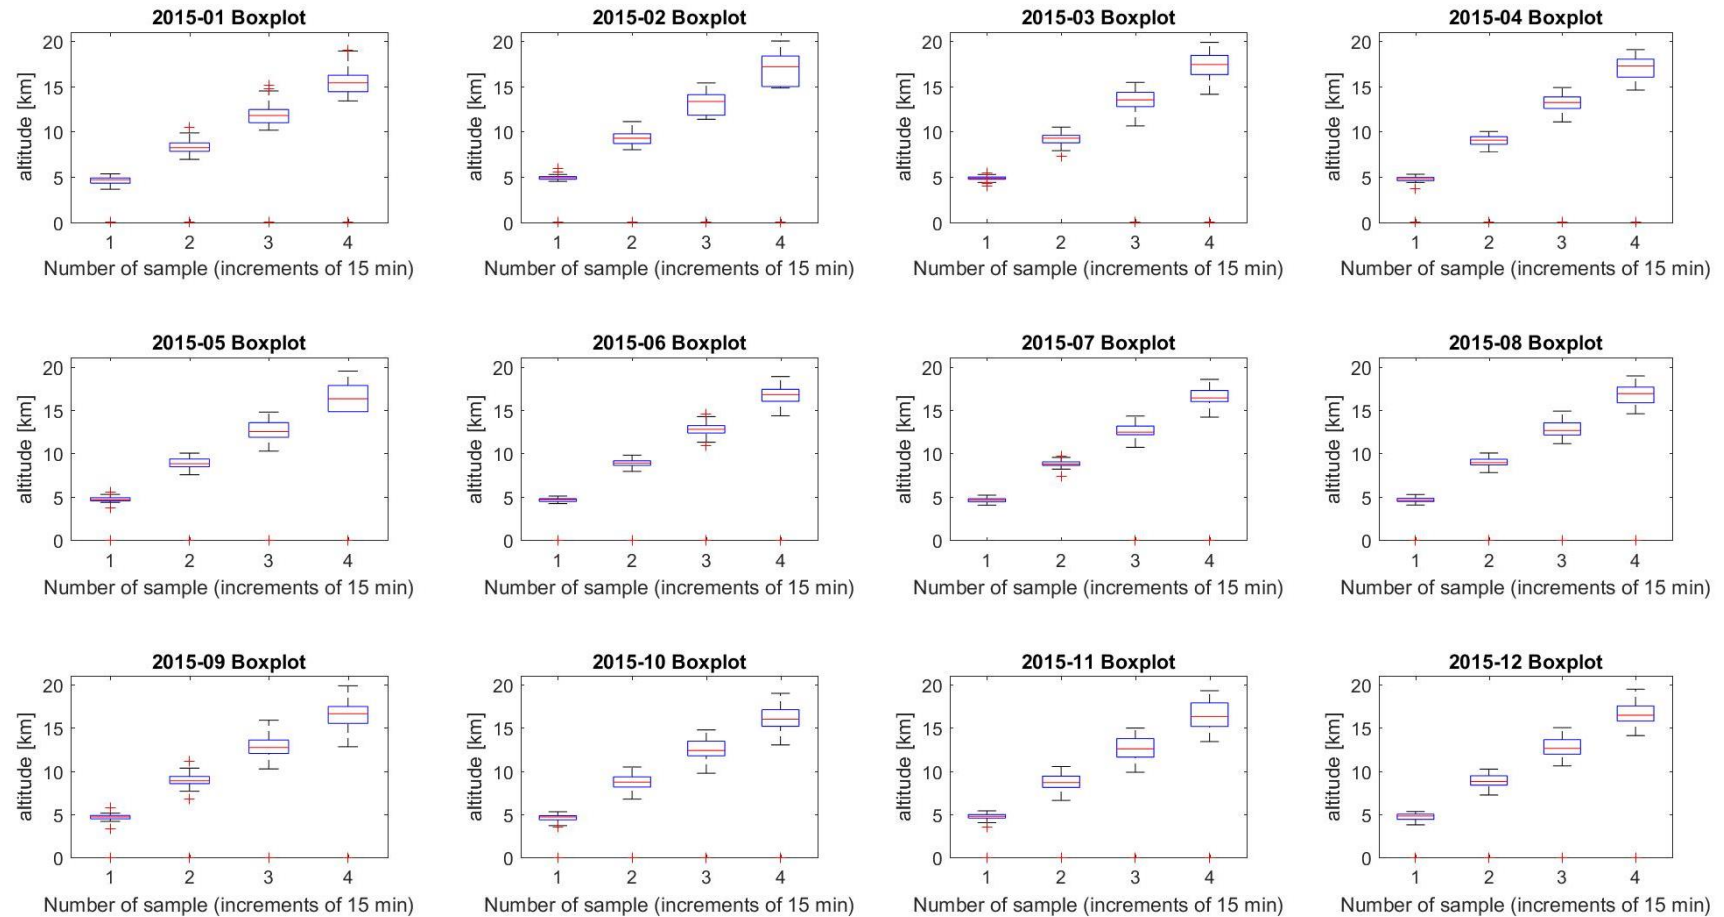 2015-01 Boxplot
altitude [km]
20
15
10
5
0
1 2 3 4
Number of sample (increments of 15 min)
2015-02 Boxplot
altitude [km]
20
15
10
5
0
1 2 3 4
Number of sample (increments of 15 min)
2015-03 Boxplot
altitude [km]
20
15
10
5
0
1 2 3 4
Number of sample (increments of 15 min)
2015-04 Boxplot
altitude [km]
20
15
10
5
0
1 2 3 4
Number of sample (increments of 15 min)
2015-05 Boxplot
altitude [km]
20
15
10
5
0
1 2 3 4
Number of sample (increments of 15 min)
2015-06 Boxplot
altitude [km]
20
15
10
5
0
1 2 3 4
Number of sample (increments of 15 min)
2015-07 Boxplot
altitude [km]
20
15
10
5
0
1 2 3 4
Number of sample (increments of 15 min)
2015-08 Boxplot
altitude [km]
20
15
10
5
0
1 2 3 4
Number of sample (increments of 15 min)
2015-09 Boxplot
altitude [km]
20
15
10
5
0
1 2 3 4
Number of sample (increments of 15 min)
2015-10 Boxplot
altitude [km]
20
15
10
5
0
1 2 3 4
Number of sample (increments of 15 min)
2015-11 Boxplot
altitude [km]
20
15
10
5
0
1 2 3 4
Number of sample (increments of 15 min)
2015-12 Boxplot
altitude [km]
20
15
10
5
0
1 2 3 4
Number of sample (increments of 15 min)